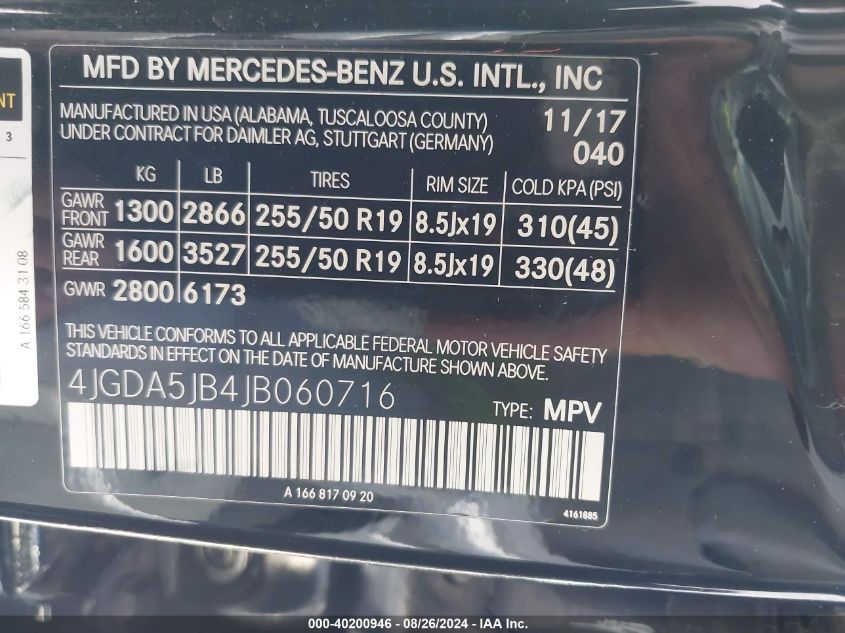 MFD BY MERCEDES-BENZ U.S. INTL., INC
MANUFACTURED IN USA (ALABAMA, TUSCALOOSA COUNTY)
UNDER CONTRACT FOR DAIMLER AG, STUTTGART (GERMANY)
11/17
040
KG LB TIRES RIM SIZE COLD KPA (PSI)
GAWR FRONT 1300 2866 255/50 R19 8.5Jx19 310(45)
GAWR REAR 1600 3527 255/50 R19 8.5Jx19 330(48)
GVWR 2800 6173
THIS VEHICLE CONFORMS TO ALL APPLICABLE FEDERAL MOTOR VEHICLE SAFETY
STANDARDS IN EFFECT ON THE DATE OF MANUFACTURE SHOWN ABOVE.
4JGDA5JB4JB060716
TYPE: MPV
A 166 817 09 20
4161885
NT
3
A 166 584 31 08
000-40200946 - 08/26/2024 - IAA Inc.